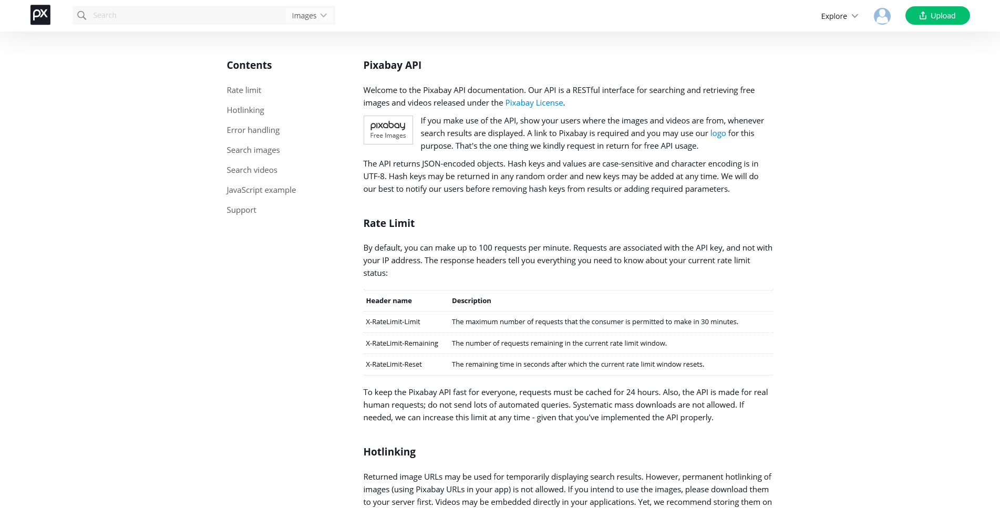 px
Search
Images
Explore
Upload
Contents
Rate limit
Hotlinking
Error handling
Search images
Search videos
JavaScript example
Support
Pixabay API
Welcome to the Pixabay API documentation. Our API is a RESTful interface for searching and retrieving free
images and videos released under the Pixabay License.
pixabay
Free Images
If you make use of the API, show your users where the images and videos are from, whenever
search results are displayed. A link to Pixabay is required and you may use our logo for this
purpose. That's the one thing we kindly request in return for free API usage.
The API returns JSON-encoded objects. Hash keys and values are case-sensitive and character encoding is in
UTF-8. Hash keys may be returned in any random order and new keys may be added at any time. We will do
our best to notify our users before removing hash keys from results or adding required parameters.
Rate Limit
By default, you can make up to 100 requests per minute. Requests are associated with the API key, and not with
your IP address. The response headers tell you everything you need to know about your current rate limit
status:
Header name Description
X-RateLimit-Limit The maximum number of requests that the consumer is permitted to make in 30 minutes.
X-RateLimit-Remaining The number of requests remaining in the current rate limit window.
X-RateLimit-Reset The remaining time in seconds after which the current rate limit window resets.
To keep the Pixabay API fast for everyone, requests must be cached for 24 hours. Also, the API is made for real
human requests; do not send lots of automated queries. Systematic mass downloads are not allowed. If
needed, we can increase this limit at any time - given that you've implemented the API properly.
Hotlinking
Returned image URLs may be used for temporarily displaying search results. However, permanent hotlinking of
images (using Pixabay URLs in your app) is not allowed. If you intend to use the images, please download them
to your server first. Videos may be embedded directly in your applications. Yet, we recommend storing them on